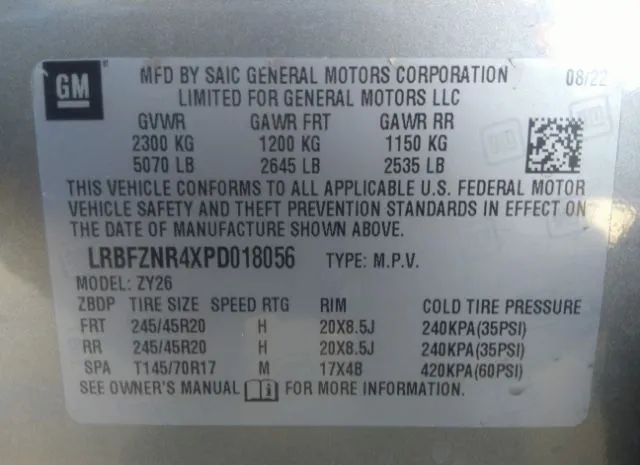 GM
MFD BY SAIC GENERAL MOTORS CORPORATION 08/22
LIMITED FOR GENERAL MOTORS LLC
GVWR GAWR FRT GAWR RR
2300 KG 1200 KG 1150 KG
5070 LB 2645 LB 2535 LB
THIS VEHICLE CONFORMS TO ALL APPLICABLE U.S. FEDERAL MOTOR
VEHICLE SAFETY AND THEFT PREVENTION STANDARDS IN EFFECT ON
THE DATE OF MANUFACTURE SHOWN ABOVE.
LRBFZNR4XPD018056 TYPE: M.P.V.
MODEL: ZY26
ZBDP TIRE SIZE SPEED RTG RIM COLD TIRE PRESSURE
FRT 245/45R20 H 20X8.5J 240KPA(35PSI)
RR 245/45R20 H 20X8.5J 240KPA(35PSI)
SPA T145/70R17 M 17X4B 420KPA(60PSI)
SEE OWNER'S MANUAL FOR MORE INFORMATION.